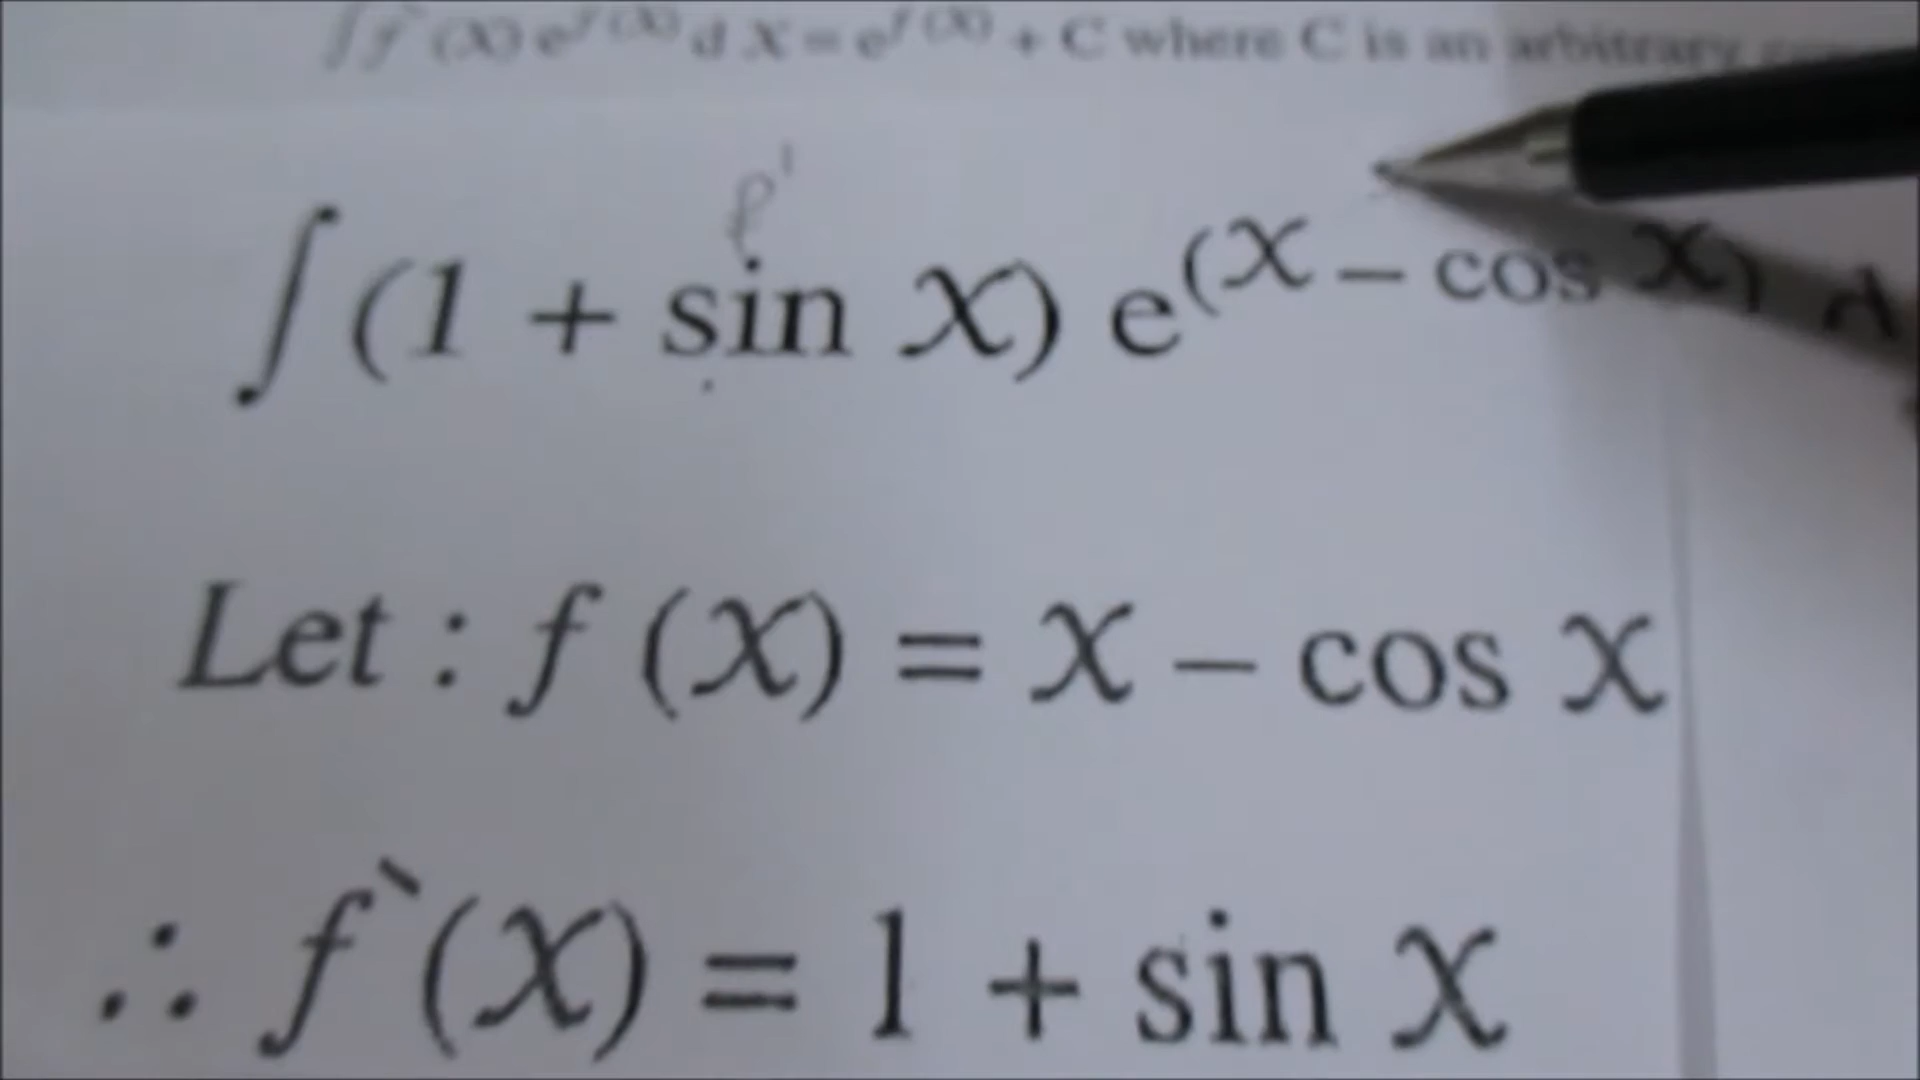 ∫ f`(X) e^f(X) d X = e^f(X) + C where C is an arbitrary
f'
∫ (1 + sin X) e^(X – cos X) d
Let : f (X) = X – cos X
∴ f`(X) = 1 + sin X